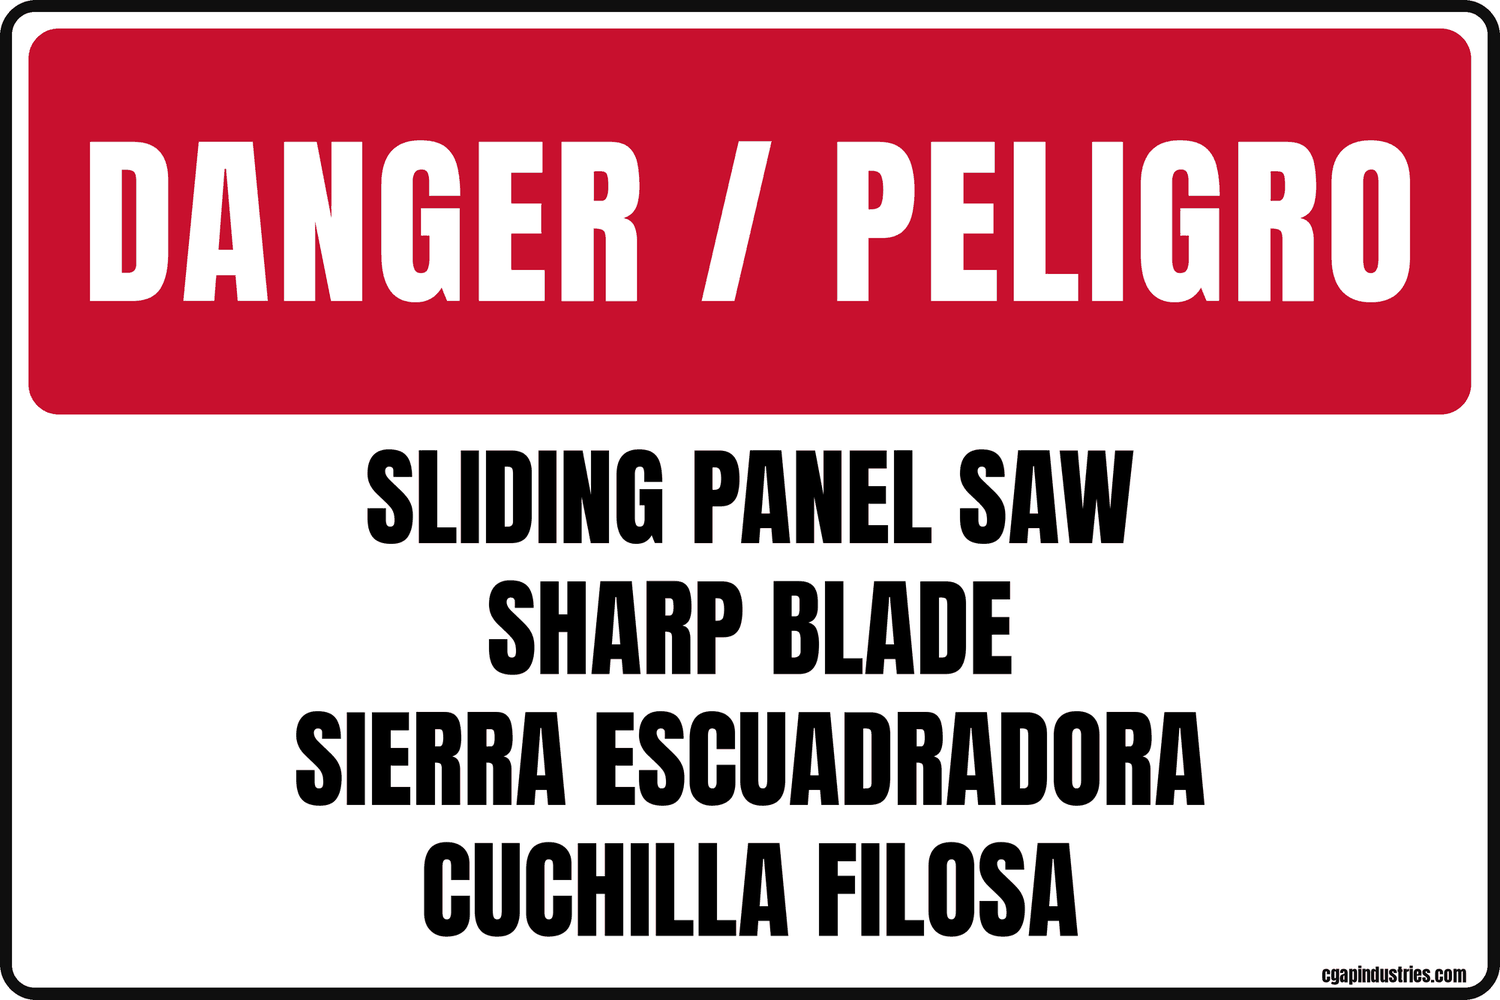 DANGER / PELIGRO
SLIDING PANEL SAW
SHARP BLADE
SIERRA ESCUADRADORA
CUCHILLA FILOSA
cgapindustries.com